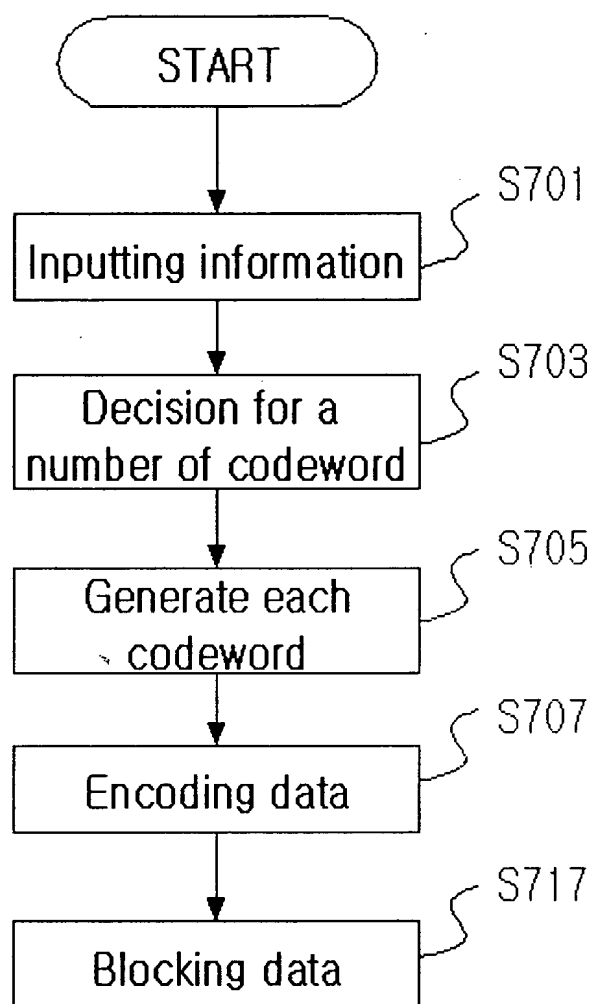 START
S701
Inputting information
S703
Decision for a
number of codeword
S705
Generate each
codeword
S707
Encoding data
S717
Blocking data